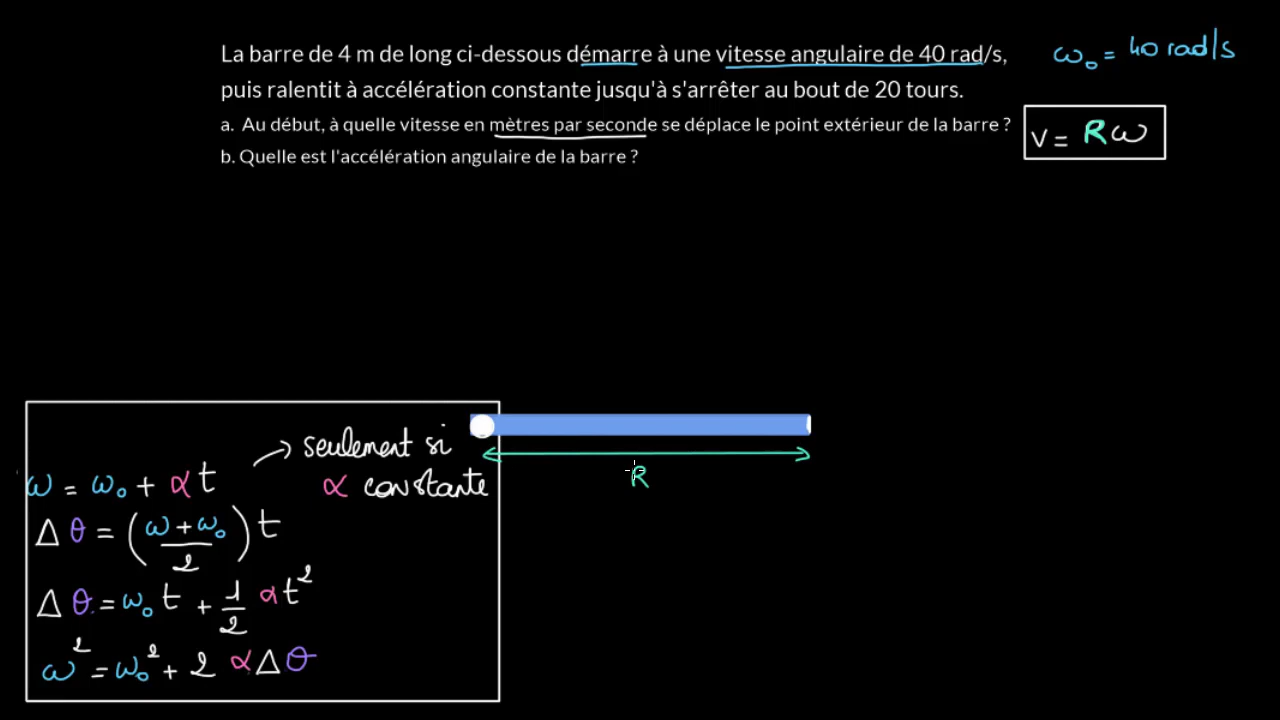 La barre de 4 m de long ci-dessous démarre à une vitesse angulaire de 40 rad/s,
ω₀ = 40 rad/s
puis ralentit à accélération constante jusqu'à s'arrêter au bout de 20 tours.
a. Au début, à quelle vitesse en mètres par seconde se déplace le point extérieur de la barre ?
v = Rω
b. Quelle est l'accélération angulaire de la barre ?
→ seulement si
α constante
R
ω = ω₀ + αt
Δθ = (ω + ω₀ / 2) t
Δθ = ω₀t + 1/2 αt²
ω² = ω₀² + 2 αΔθ